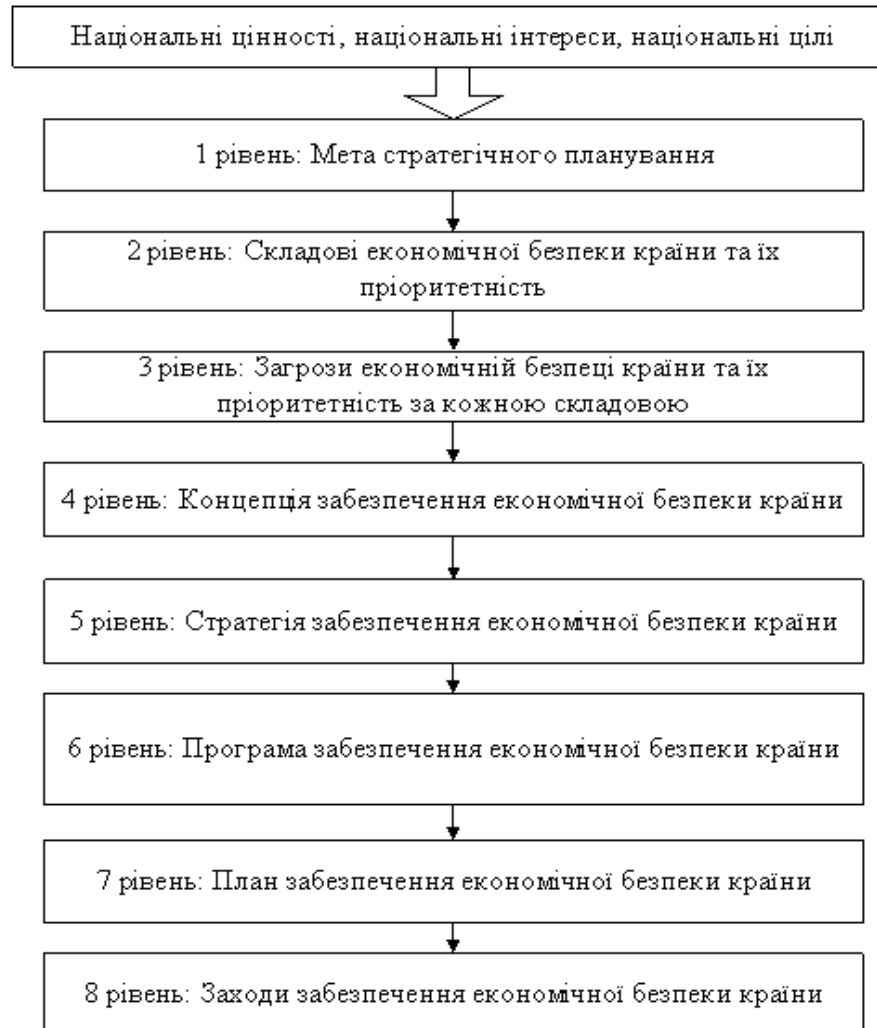 Національні цінності, національні інтереси, національні цілі
1 рівень: Мета стратегічного планування
2 рівень: Складові економічної безпеки країни та їх
пріоритетність
3 рівень: Загрози економічній безпеці країни та їх
пріоритетність за кожною складовою
4 рівень: Концепція забезпечення економічної безпеки країни
5 рівень: Стратегія забезпечення економічної безпеки країни
6 рівень: Програма забезпечення економічної безпеки країни
7 рівень: План забезпечення економічної безпеки країни
8 рівень: Заходи забезпечення економічної безпеки країни